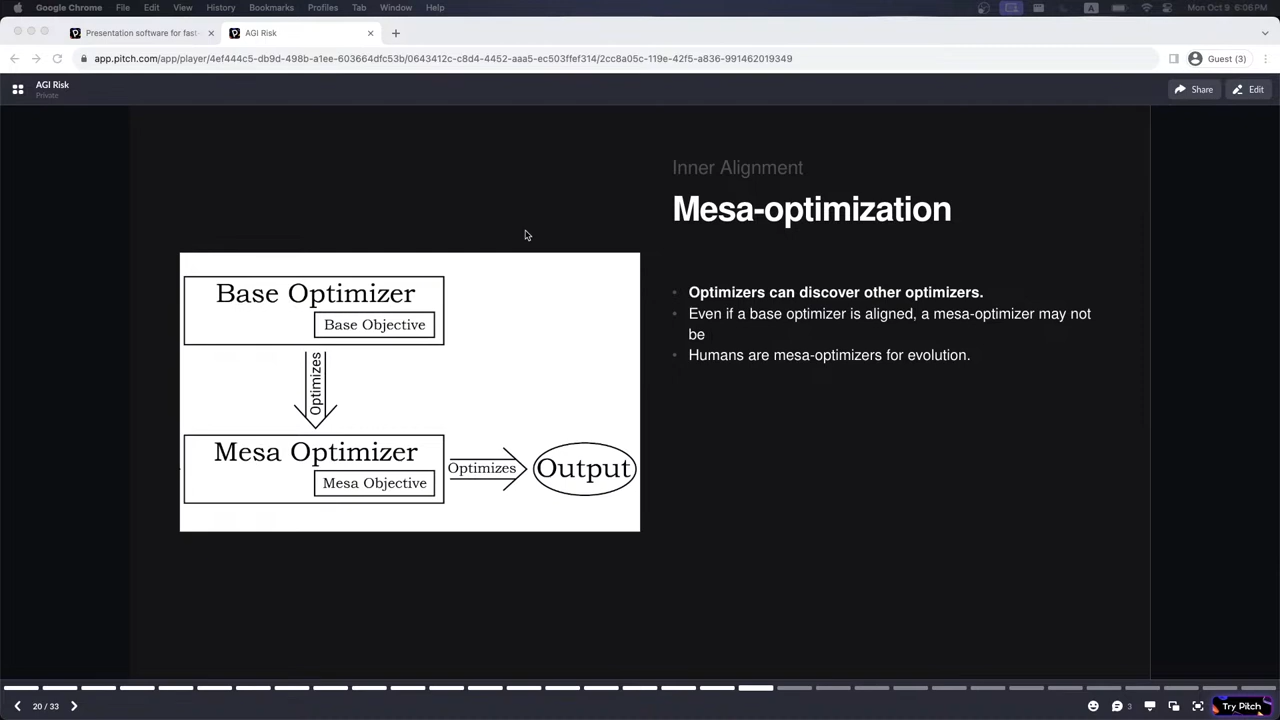 Google Chrome File Edit View History Bookmarks Profiles Tab Window Help A Mon Oct 9 6:06 PM
Presentation software for fast
AGI Risk
app.pitch.com/app/player/4ef444c5-db9d-498b-a1ee-603664dfc53b/0643412c-c8d4-4452-aaa5-ec503ffef314/2cc8a05c-119e-42f5-a836-991462019349
Guest (3)
AGI Risk
Private
Share
Edit
Inner Alignment
Mesa-optimization
Base Optimizer
Base Objective
Optimizes
Mesa Optimizer
Mesa Objective
Optimizes
Output
• Optimizers can discover other optimizers.
• Even if a base optimizer is aligned, a mesa-optimizer may not
be
• Humans are mesa-optimizers for evolution.
20 / 33
3
Try Pitch